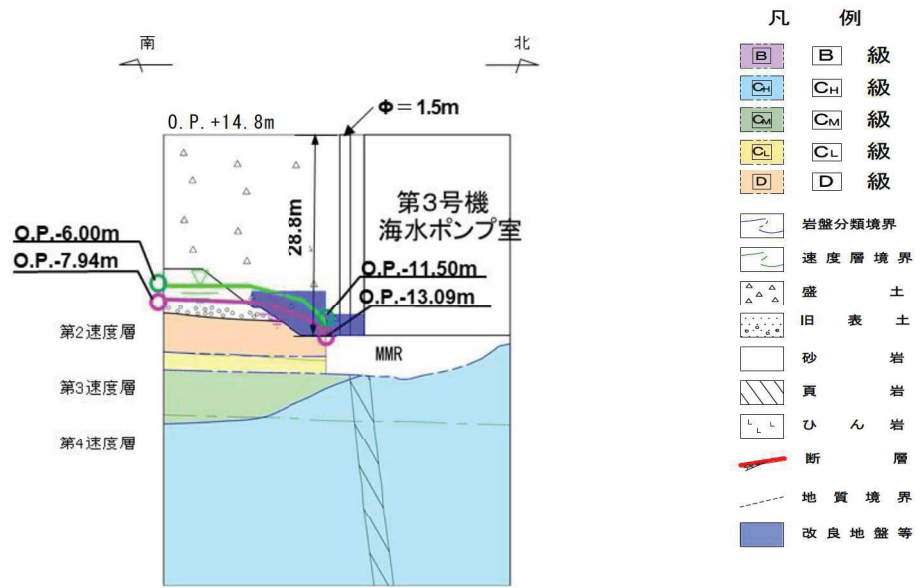 南
北
Φ＝1.5m
O.P.+14.8m
28.8m
第3号機
海水ポンプ室
O.P.-6.00m
O.P.-7.94m
O.P.-11.50m
O.P.-13.09m
第2速度層
MMR
第3速度層
第4速度層
凡 例
B B 級
CH CH 級
CM CM 級
CL CL 級
D D 級
岩盤分類境界
速度層境界
盛 土
旧 表 土
砂 岩
頁 岩
ひ ん 岩
断 層
地 質 境 界
改 良 地 盤 等